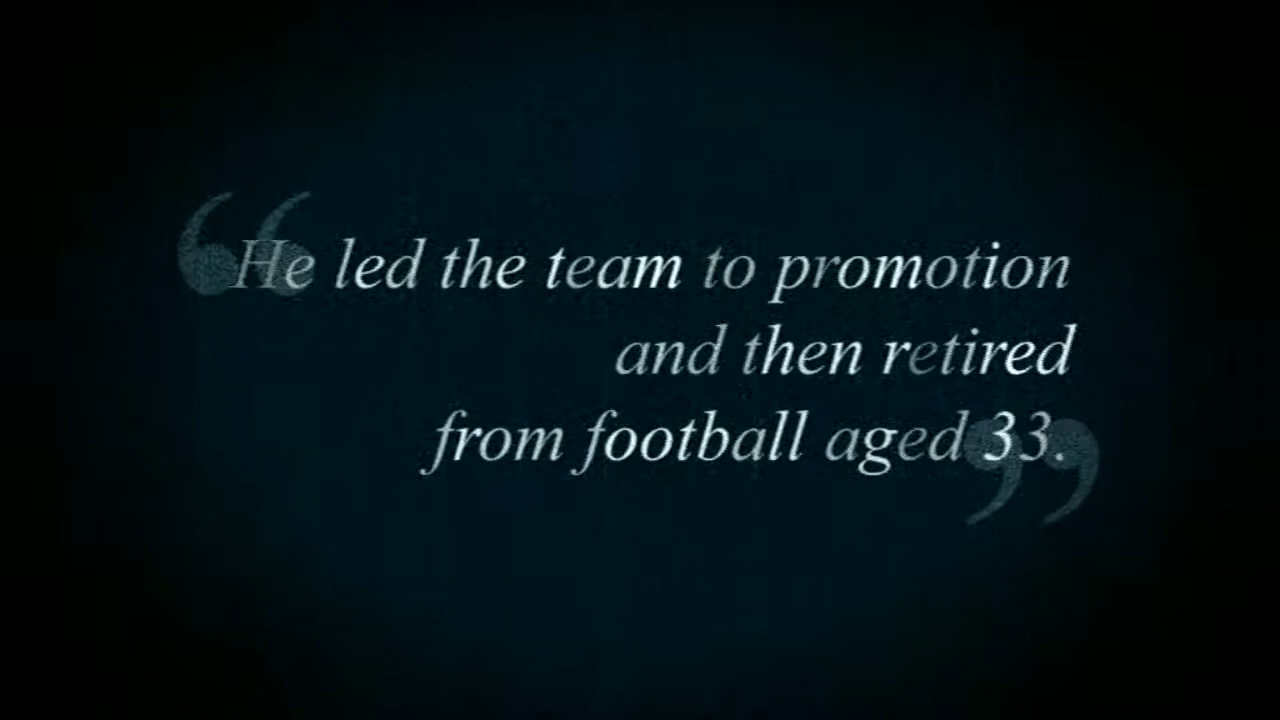 “He led the team to promotion
and then retired
from football aged 33.”